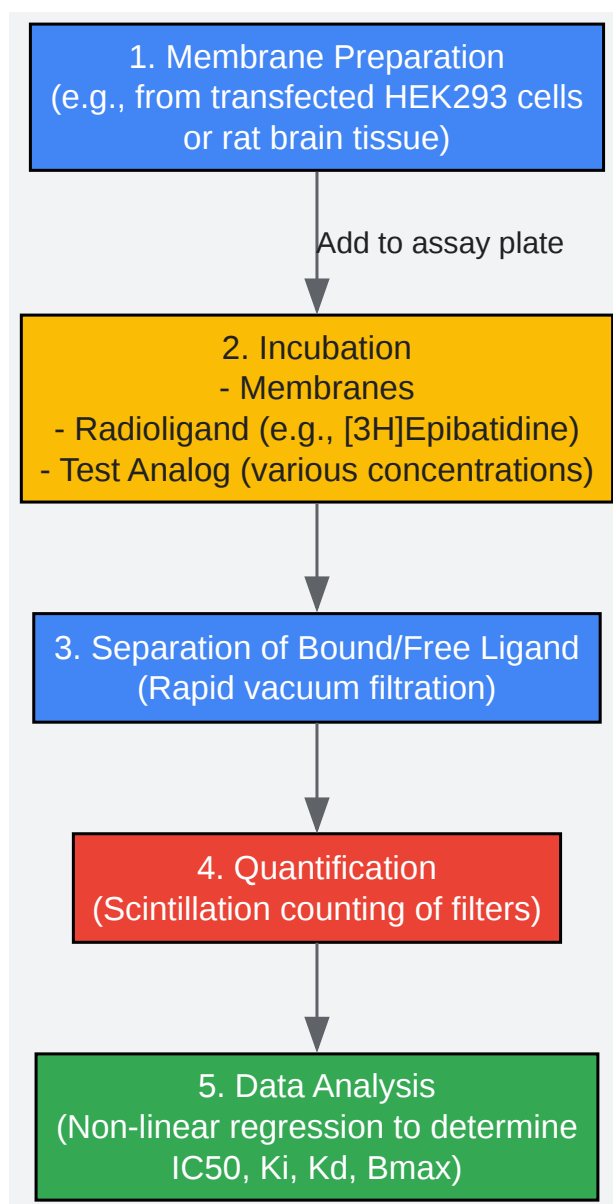 1. Membrane Preparation
(e.g., from transfected HEK293 cells
or rat brain tissue)
Add to assay plate
2. Incubation
- Membranes
- Radioligand (e.g., [3H]Epibatidine)
- Test Analog (various concentrations)
3. Separation of Bound/Free Ligand
(Rapid vacuum filtration)
4. Quantification
(Scintillation counting of filters)
5. Data Analysis
(Non-linear regression to determine
IC50, Ki, Kd, Bmax)